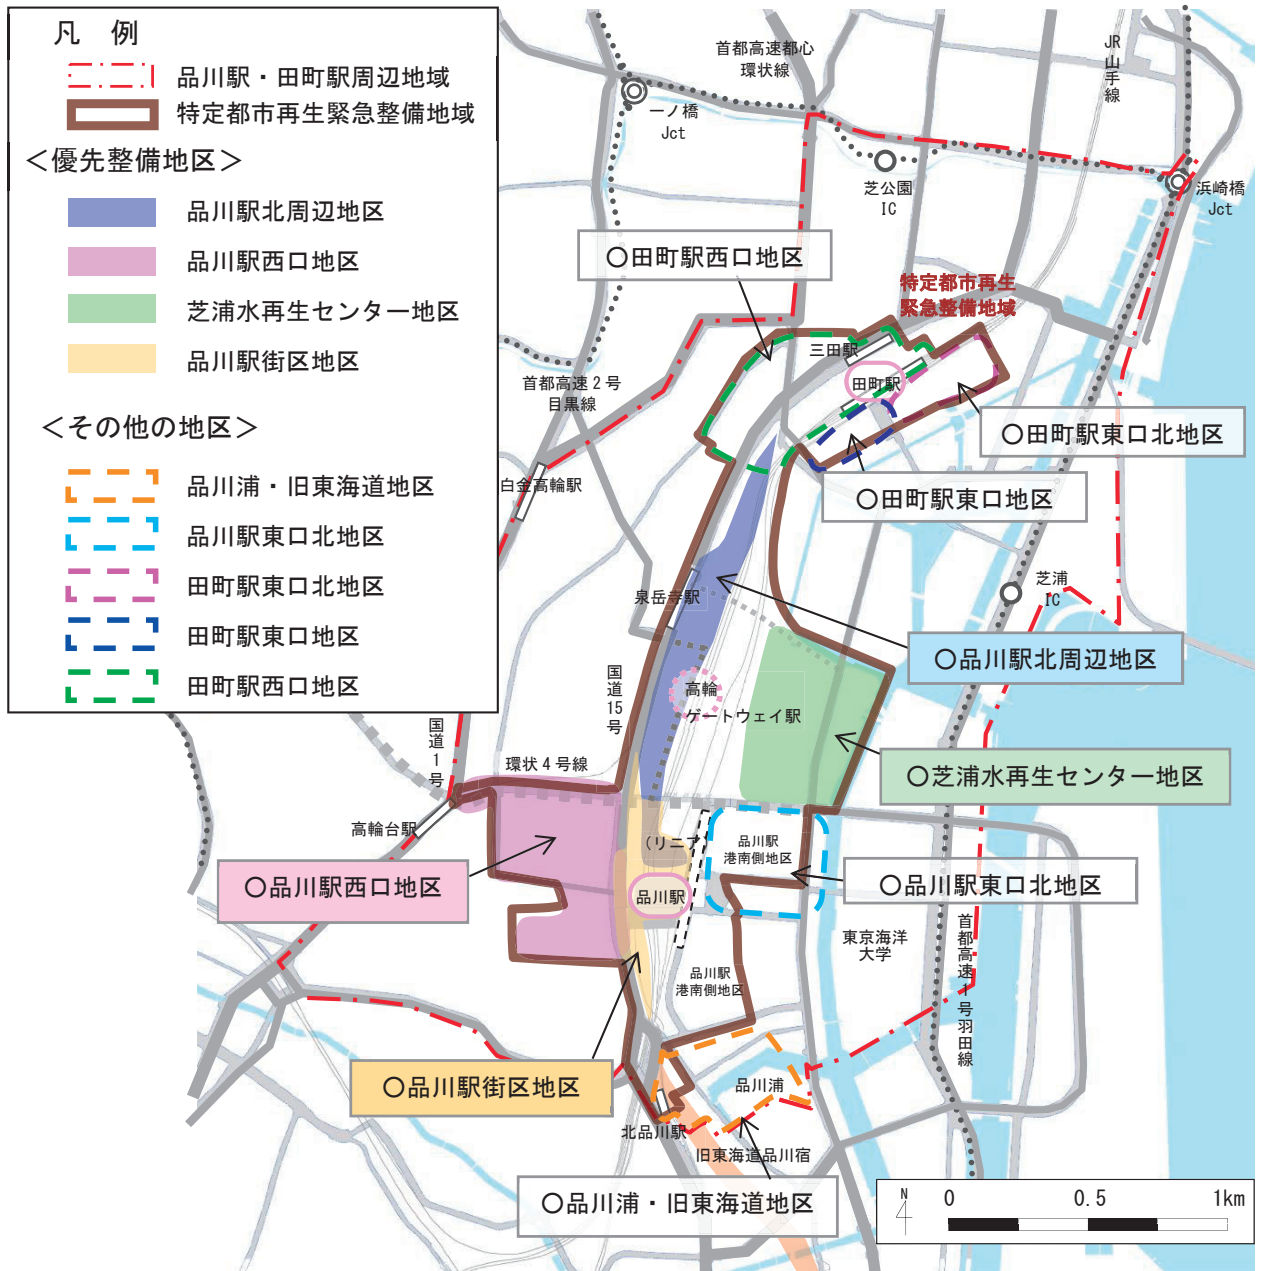 凡 例
品川駅・田町駅周辺地域
特定都市再生緊急整備地域
＜優先整備地区＞
品川駅北周辺地区
品川駅西口地区
芝浦水再生センター地区
品川駅街区地区
＜その他の地区＞
品川浦・旧東海道地区
品川駅東口北地区
田町駅東口北地区
田町駅東口地区
田町駅西口地区
首都高速都心
環状線
JR山手線
一ノ橋
Jct
芝公園
IC
浜崎橋
Jct
○田町駅西口地区
特定都市再生
緊急整備地域
三田駅
田町駅
首都高速２号
目黒線
○田町駅東口北地区
白金高輪駅
○田町駅東口地区
芝浦
IC
泉岳寺駅
○品川駅北周辺地区
国道15号
高輪
ゲートウェイ駅
国道1号
環状４号線
○芝浦水再生センター地区
高輪台駅
（リニア）
品川駅
港南側地区
○品川駅西口地区
品川駅
○品川駅東口北地区
東京海洋
大学
首都高速1号羽田線
品川駅
港南側地区
○品川駅街区地区
品川浦
北品川駅
旧東海道品川宿
○品川浦・旧東海道地区
N
0 0.5 1km